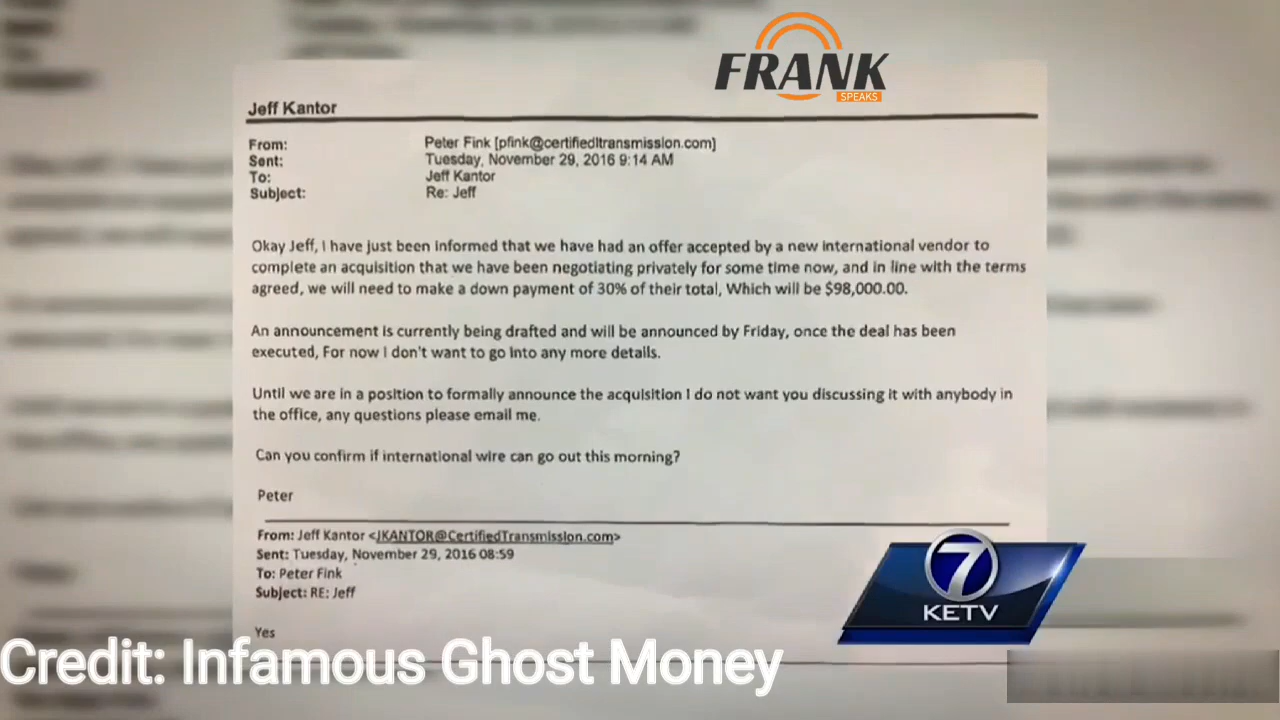 FRANK
SPEAKS
Jeff Kantor
From: Peter Fink [pfink@certifiedltransmission.com]
Sent: Tuesday, November 29, 2016 9:14 AM
To: Jeff Kantor
Subject: Re: Jeff
Okay Jeff, I have just been informed that we have had an offer accepted by a new international vendor to
complete an acquisition that we have been negotiating privately for some time now, and in line with the terms
agreed, we will need to make a down payment of 30% of their total, Which will be $98,000.00.
An announcement is currently being drafted and will be announced by Friday, once the deal has been
executed, For now I don't want to go into any more details.
Until we are in a position to formally announce the acquisition I do not want you discussing it with anybody in
the office, any questions please email me.
Can you confirm if international wire can go out this morning?
Peter
From: Jeff Kantor <JKANTOR@CertifiedTransmission.com>
Sent: Tuesday, November 29, 2016 08:59
To: Peter Fink
Subject: RE: Jeff
Yes
7
KETV
Credit: Infamous Ghost Money